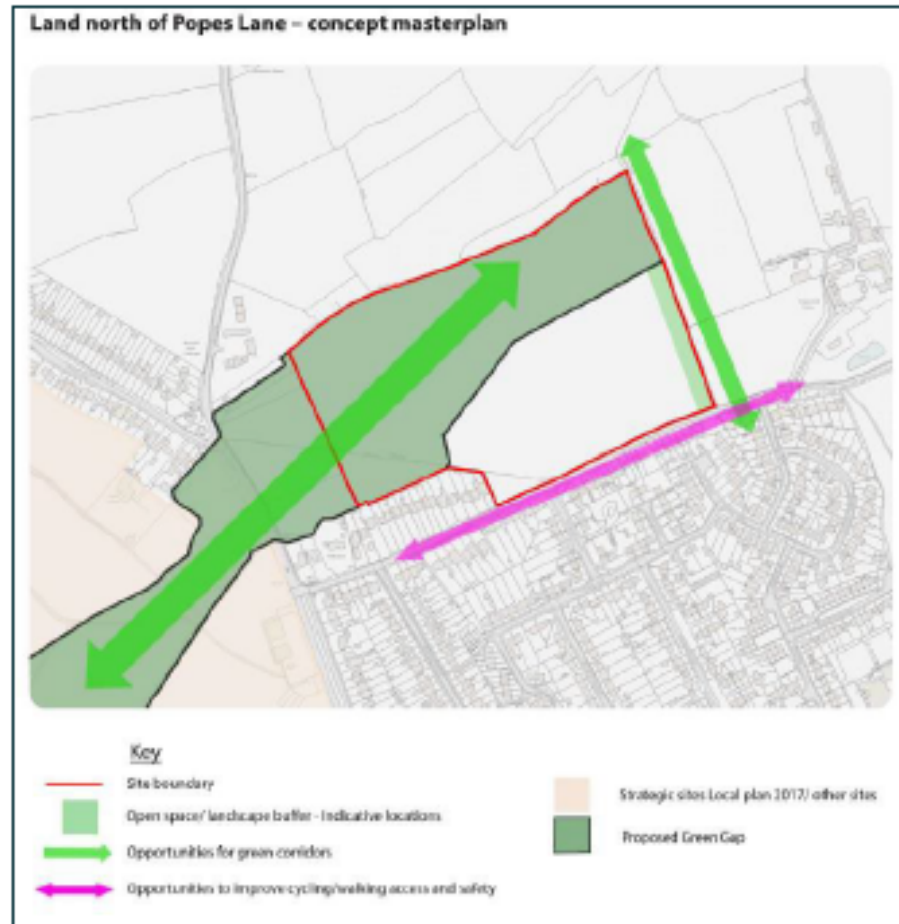 Land north of Popes Lane – concept masterplan
Key
Site boundary
Open space/ landscape buffer - Indicative locations
Opportunities for green corridors
Opportunities to improve cycling/walking access and safety
Strategic sites Local plan 2017/ other sites
Proposed Green Gap